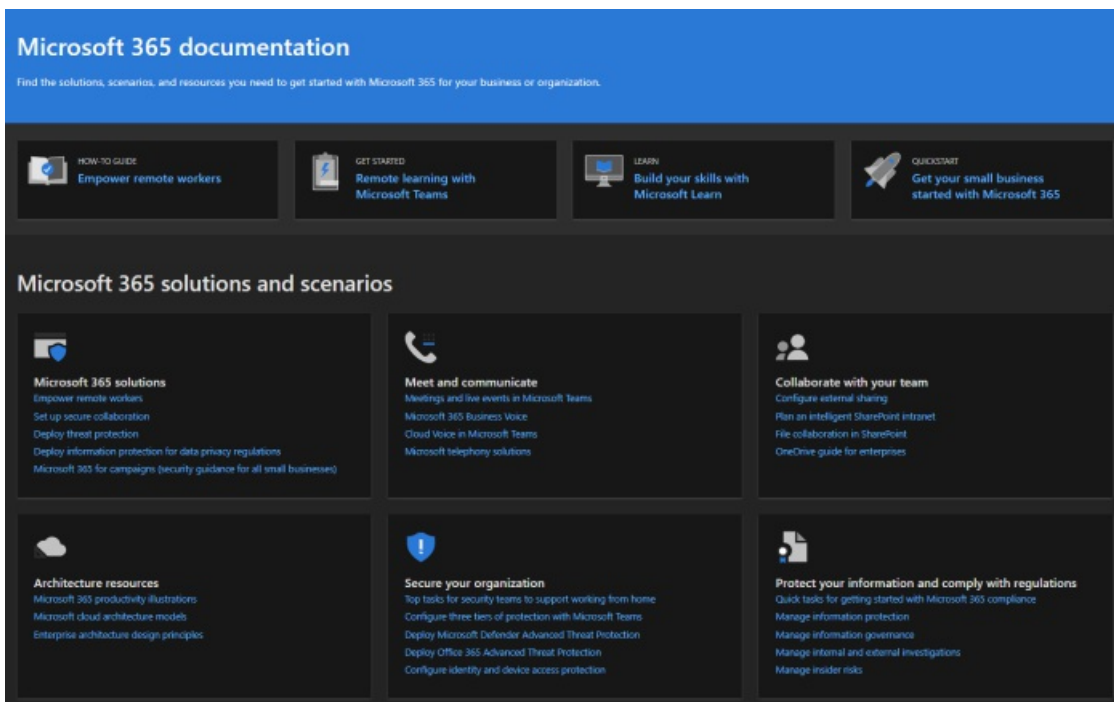 Microsoft 365 documentation
Find the solutions, scenarios, and resources you need to get started with Microsoft 365 for your business or organization.
HOW-TO GUIDE
Empower remote workers
GET STARTED
Remote learning with
Microsoft Teams
LEARN
Build your skills with
Microsoft Learn
QUICKSTART
Get your small business
started with Microsoft 365
Microsoft 365 solutions and scenarios
Microsoft 365 solutions
Empower remote workers
Set up secure collaboration
Deploy threat protection
Deploy information protection for data privacy regulations
Microsoft 365 for campaigns (security guidance for all small businesses)
Meet and communicate
Meetings and live events in Microsoft Teams
Microsoft 365 Business Voice
Cloud Voice in Microsoft Teams
Microsoft telephony solutions
Collaborate with your team
Configure external sharing
Plan an intelligent SharePoint intranet
File collaboration in SharePoint
OneDrive guide for enterprises
Architecture resources
Microsoft 365 productivity illustrations
Microsoft cloud architecture models
Enterprise architecture design principles
Secure your organization
Top tasks for security teams to support working from home
Configure three tiers of protection with Microsoft Teams
Deploy Microsoft Defender Advanced Threat Protection
Deploy Office 365 Advanced Threat Protection
Configure identity and device access protection
Protect your information and comply with regulations
Quick tasks for getting started with Microsoft 365 compliance
Manage information protection
Manage information governance
Manage internal and external investigations
Manage insider risks